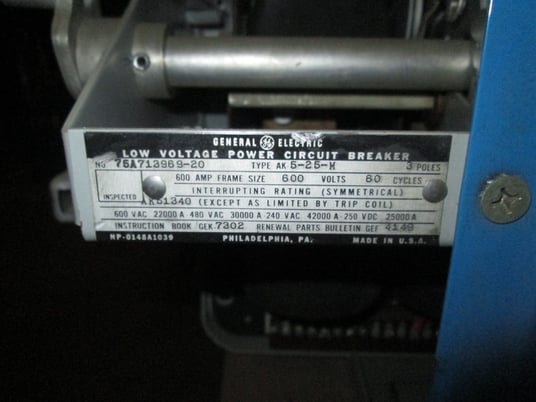 GENERAL GE ELECTRIC
LOW VOLTAGE POWER CIRCUIT BREAKER
NO 75A713969-20 TYPE AK 5-25-H 3 POLES
600 AMP FRAME SIZE 600 VOLTS 60 CYCLES
INTERRUPTING RATING (SYMMETRICAL)
INSPECTED AR51340 (EXCEPT AS LIMITED BY TRIP COIL)
600 VAC 22000 A 480 VAC 30000 A 240 VAC 42000 A-250 VDC 25000 A
INSTRUCTION BOOK GEK 7302 RENEWAL PARTS BULLETIN GEF 4149
NP-0148A1039 PHILADELPHIA, PA. MADE IN U.S.A.